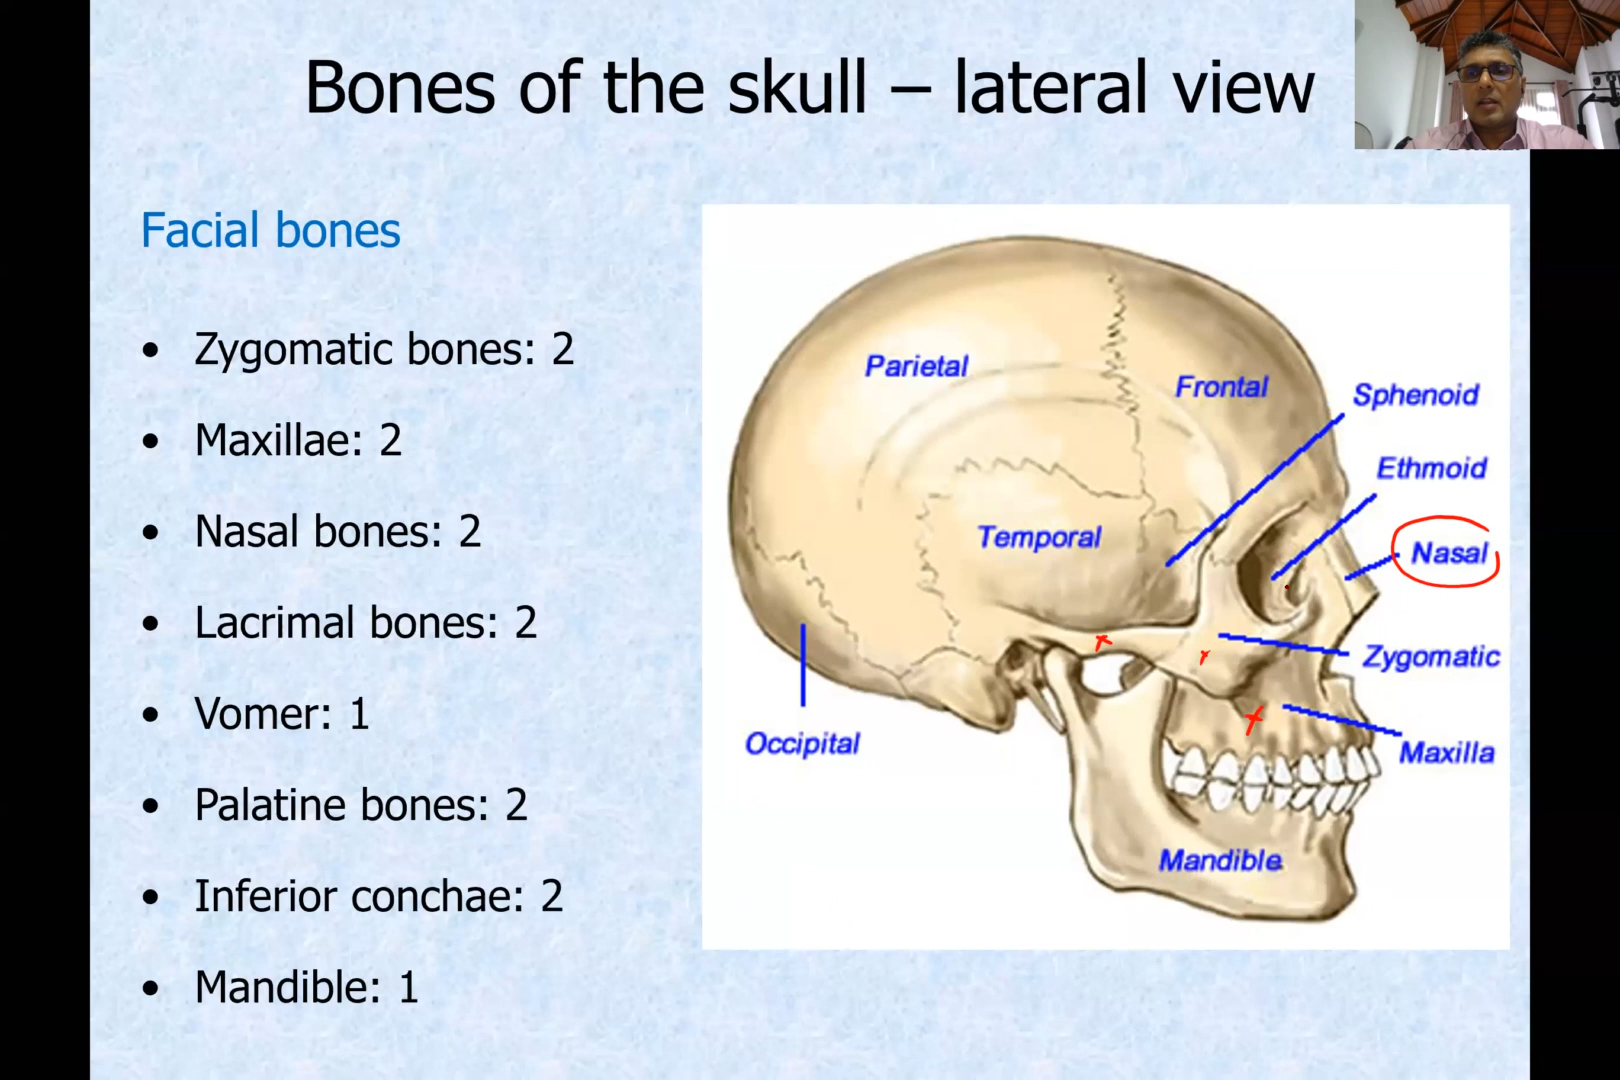 Bones of the skull – lateral view
Facial bones
• Zygomatic bones: 2
• Maxillae: 2
• Nasal bones: 2
• Lacrimal bones: 2
• Vomer: 1
• Palatine bones: 2
• Inferior conchae: 2
• Mandible: 1
Parietal
Frontal
Sphenoid
Ethmoid
Temporal
Nasal
Zygomatic
Occipital
Maxilla
Mandible